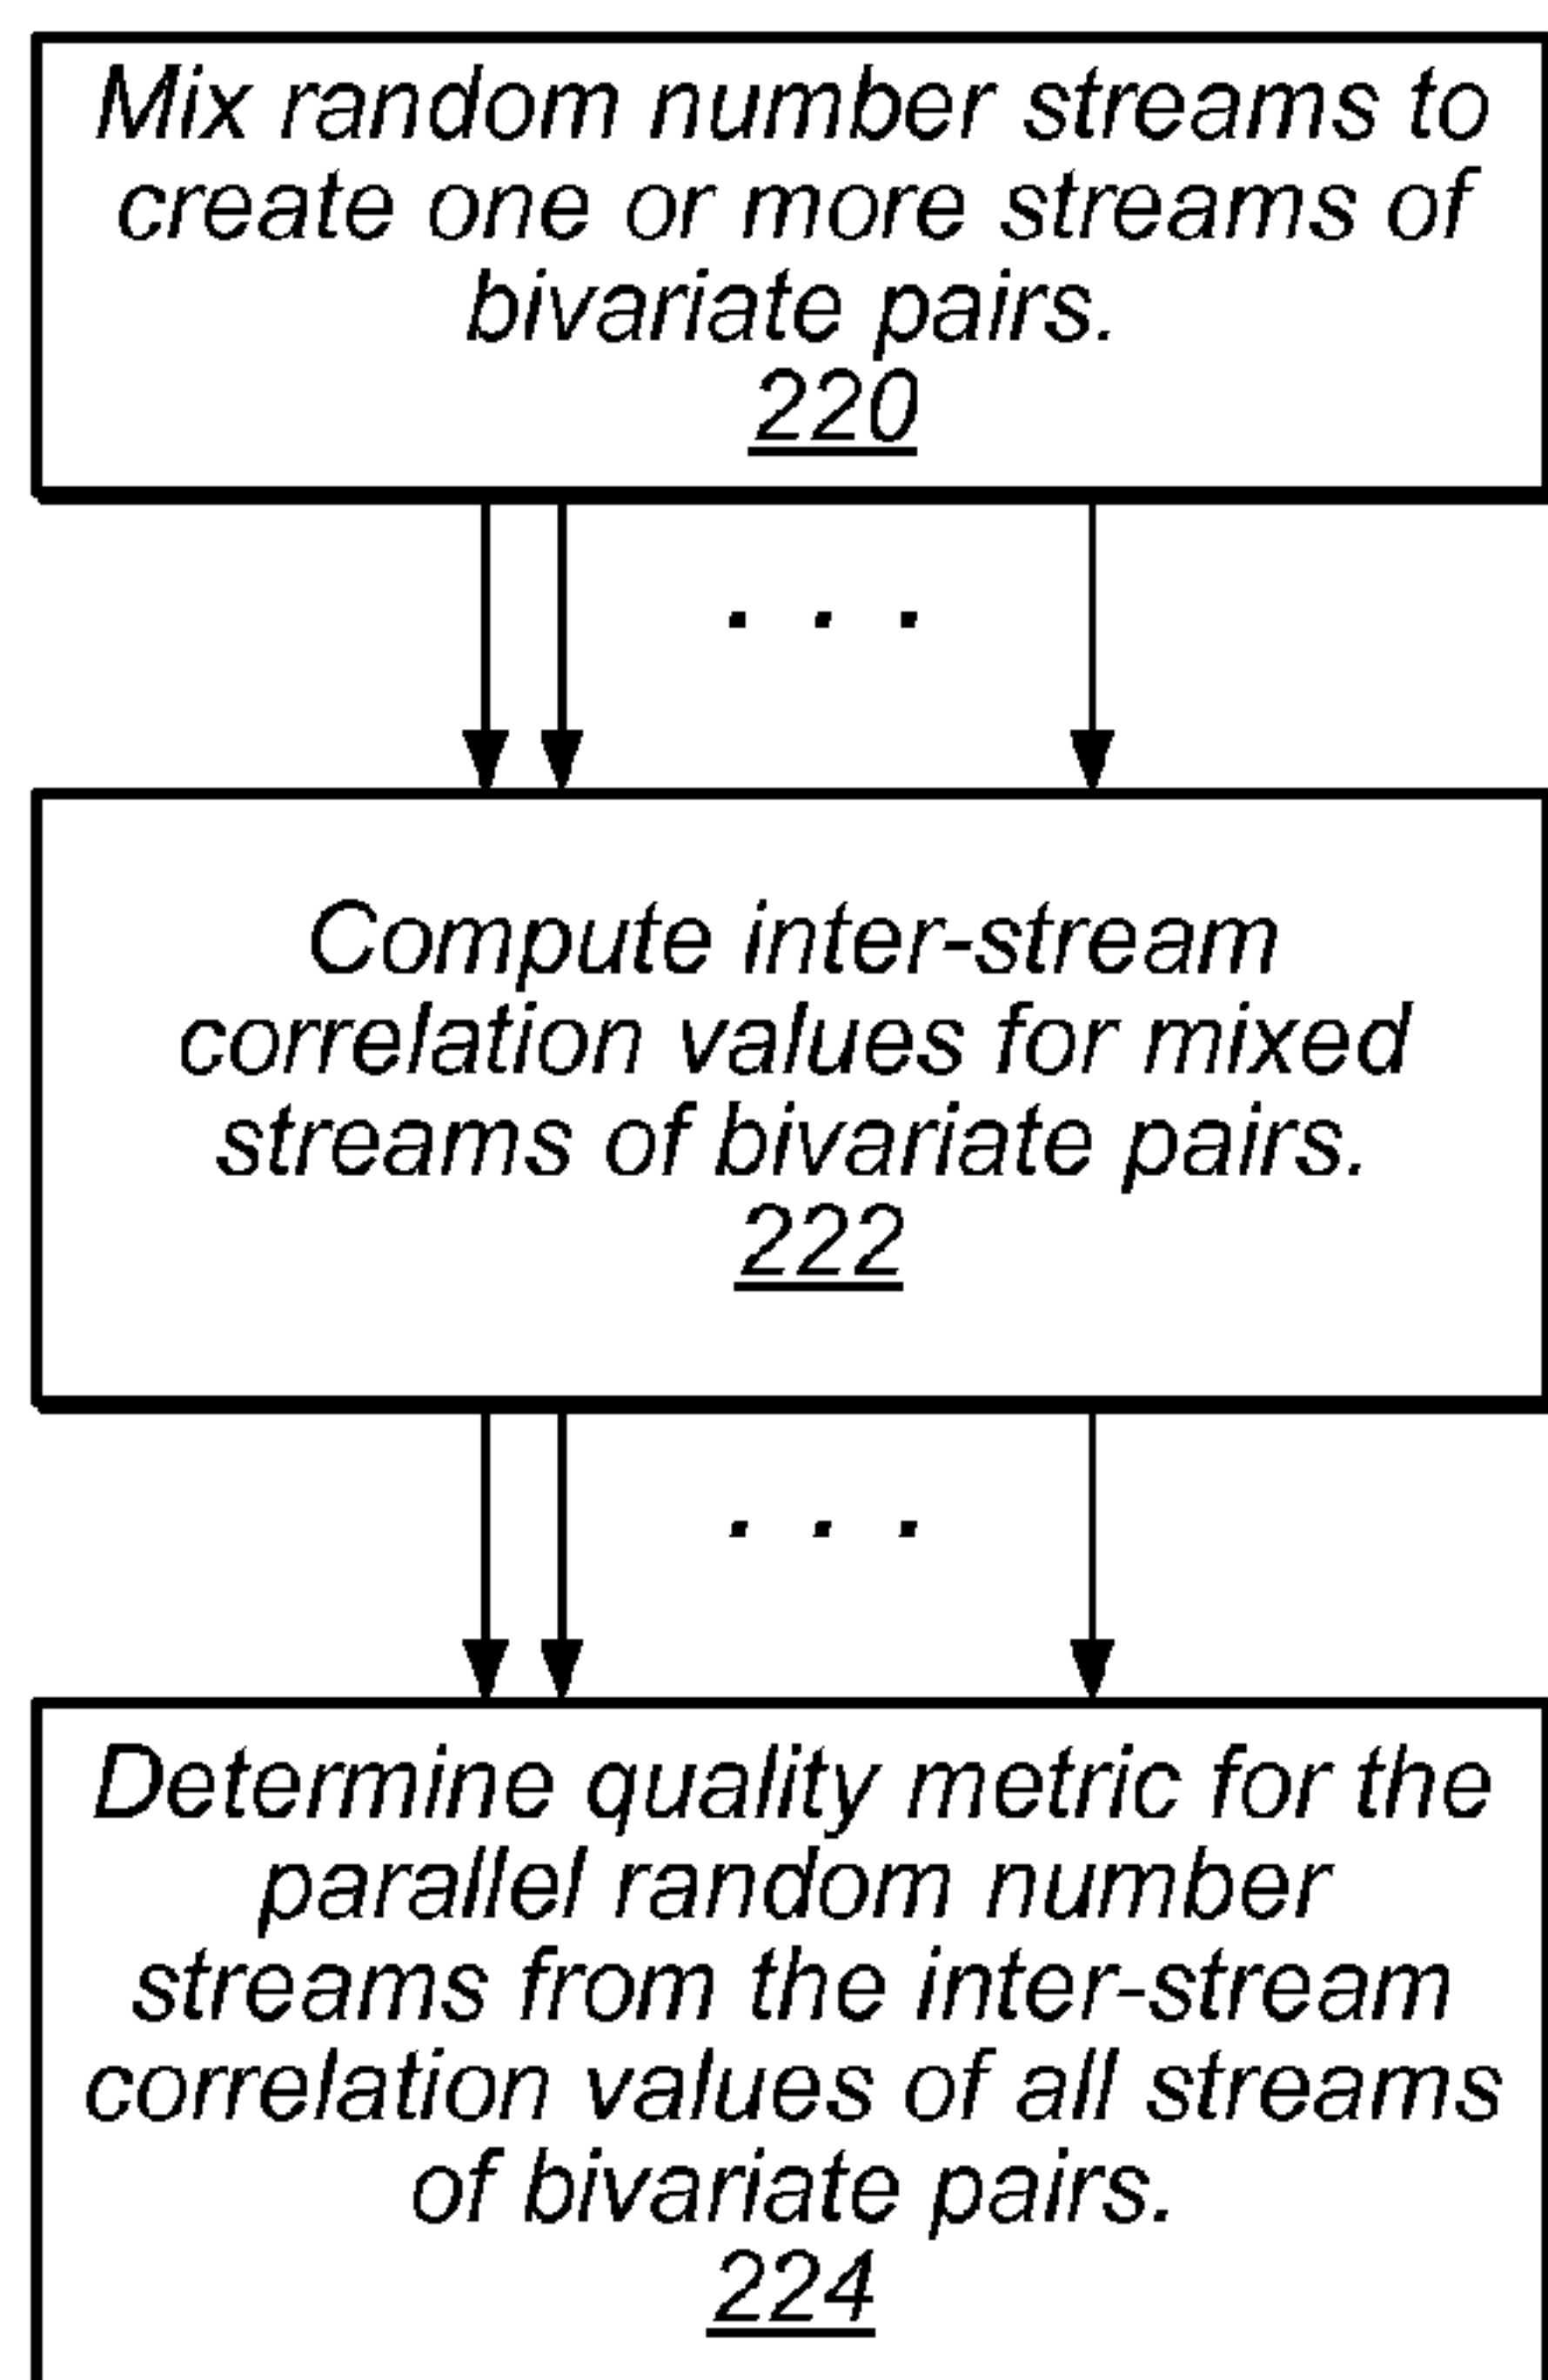 Mix random number streams to
create one or more streams of
bivariate pairs.
220
. . .
Compute inter-stream
correlation values for mixed
streams of bivariate pairs.
222
. . .
Determine quality metric for the
parallel random number
streams from the inter-stream
correlation values of all streams
of bivariate pairs.
224